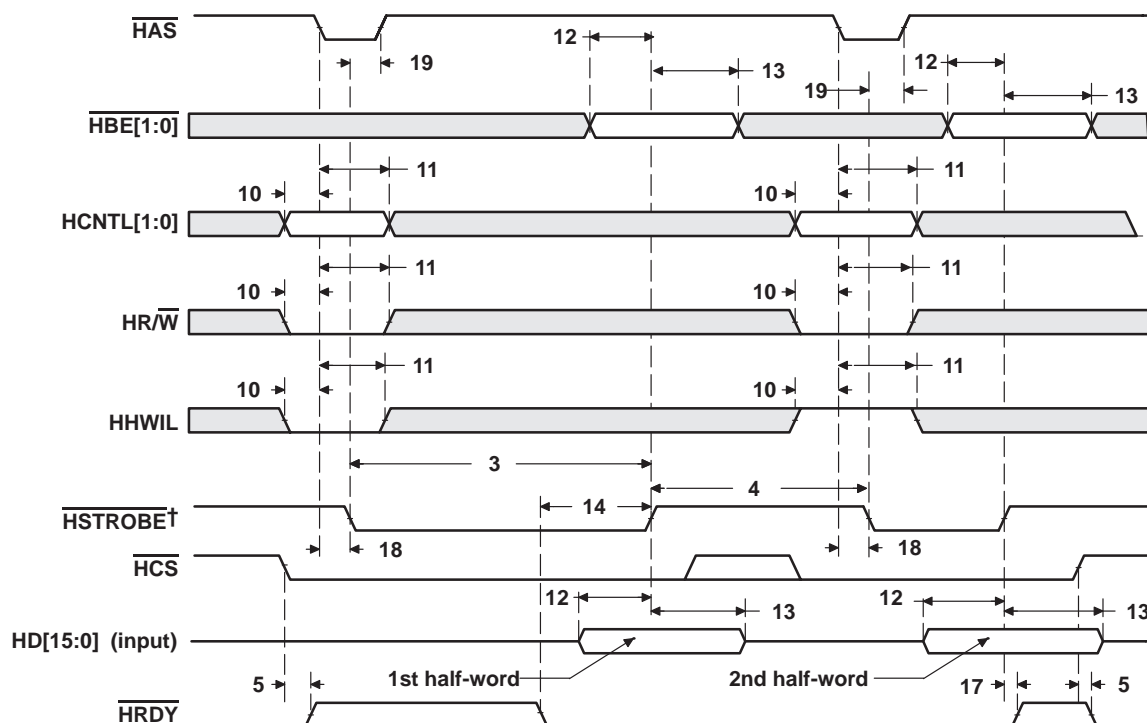 HAS
12
19
13
12
19
13
HBE[1:0]
11
11
10
10
HCNTL[1:0]
11
11
10
10
HR/W
11
11
10
10
HHWIL
3
4
14
HSTROBE†
18
18
HCS
12
13
12
13
HD[15:0] (input)
1st half-word
2nd half-word
5
17
5
HRDY